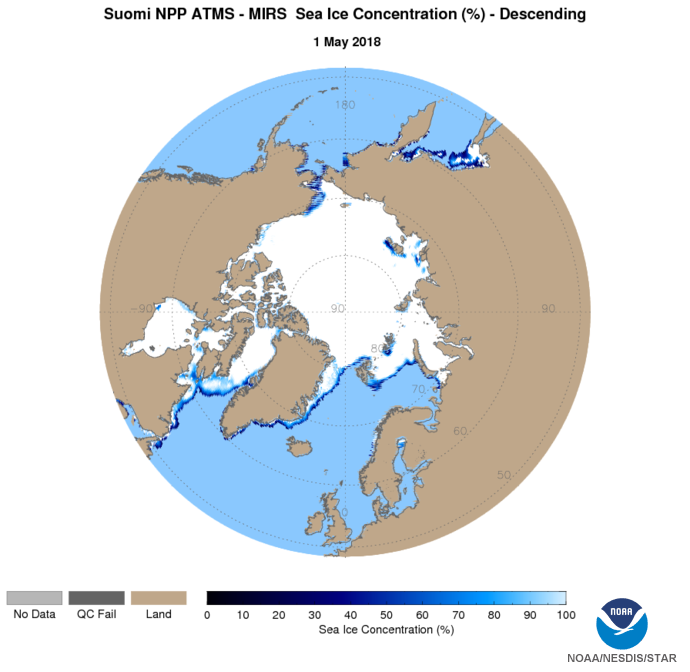 Suomi NPP ATMS - MIRS Sea Ice Concentration (%) - Descending
1 May 2018
180
-90
90
90
80
70
60
50
0
No Data
QC Fail
Land
0 10 20 30 40 50 60 70 80 90 100
Sea Ice Concentration (%)
NOAA
NOAA/NESDIS/STAR